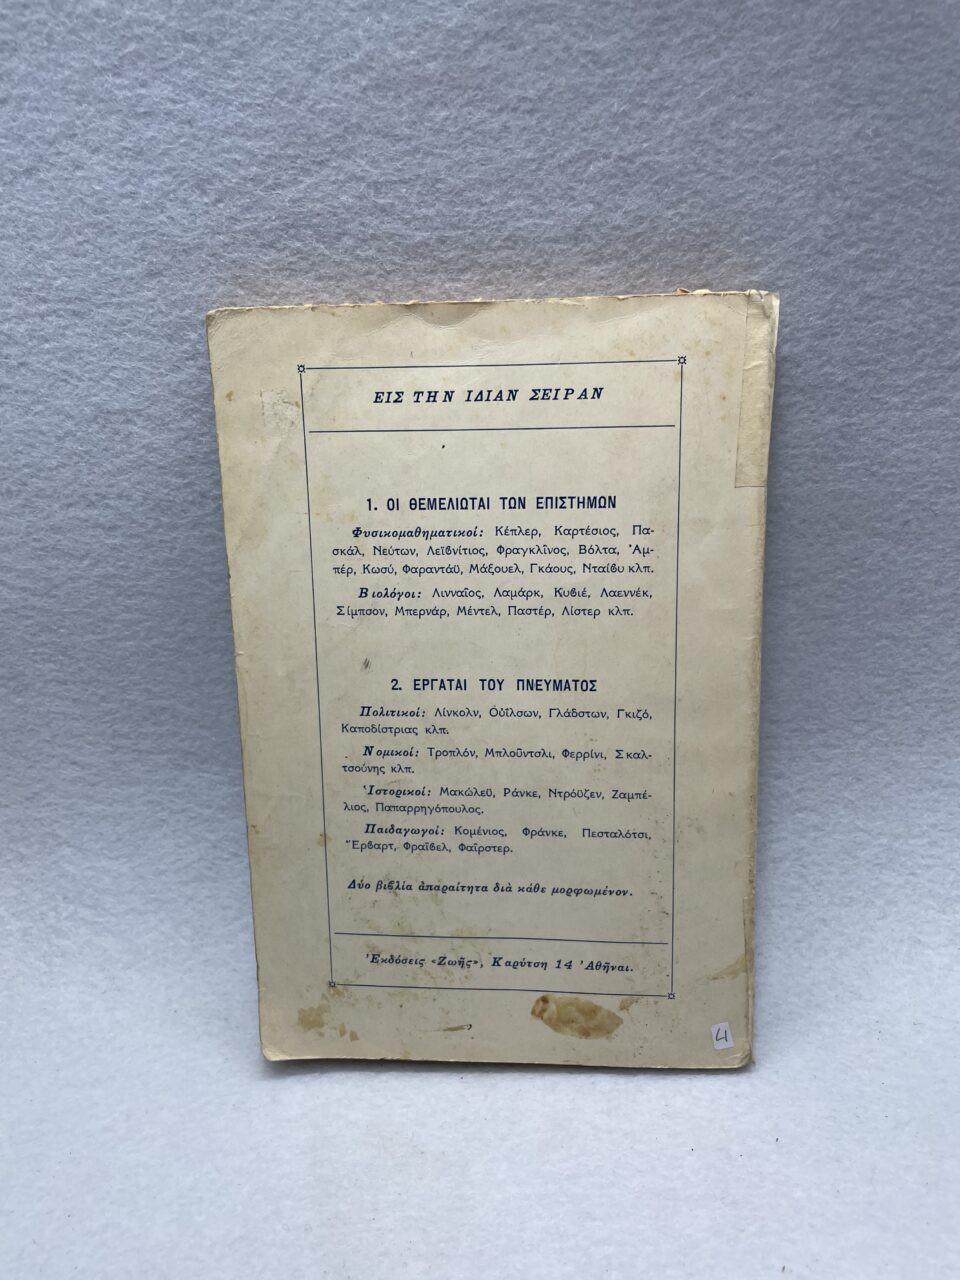 ΕΙΣ ΤΗΝ ΙΔΙΑΝ ΣΕΙΡΑΝ
1. ΟΙ ΘΕΜΕΛΙΩΤΑΙ ΤΩΝ ΕΠΙΣΤΗΜΩΝ
Φυσικομαθηματικοί: Κέπλερ, Καρτέσιος, Πα-
σκάλ, Νεύτων, Λεϊβνίτιος, Φραγκλῖνος, Βόλτα, Ἀμ-
πέρ, Κωσύ, Φαραντάϋ, Μάξουελ, Γκάους, Νταίβυ κλπ.
Βιολόγοι: Λινναῖος, Λαμάρκ, Κυβιέ, Λαεννέκ,
Σίμπσον, Μπερνάρ, Μέντελ, Παστέρ, Λίστερ κλπ.
2. ΕΡΓΑΤΑΙ ΤΟΥ ΠΝΕΥΜΑΤΟΣ
Πολιτικοί: Λίνκολν, Οὐΐλσων, Γλάδστων, Γκιζό,
Καποδίστριας κλπ.
Νομικοί: Τροπλόν, Μπλοῦντσλι, Φερρίνι, Σκαλ-
τσούνης κλπ.
Ἱστορικοί: Μακώλεϋ, Ράνκε, Ντρόϋζεν, Ζαμπέ-
λιος, Παπαρρηγόπουλος.
Παιδαγωγοί: Κομένιος, Φράνκε, Πεσταλότσι,
Ἔρβαρτ, Φραῖβελ, Φαῖρστερ.
Δύο βιβλία ἀπαραίτητα διὰ κάθε μορφωμένον.
Ἐκδόσεις «Ζωῆς», Καρύτση 14 Ἀθῆναι.
4